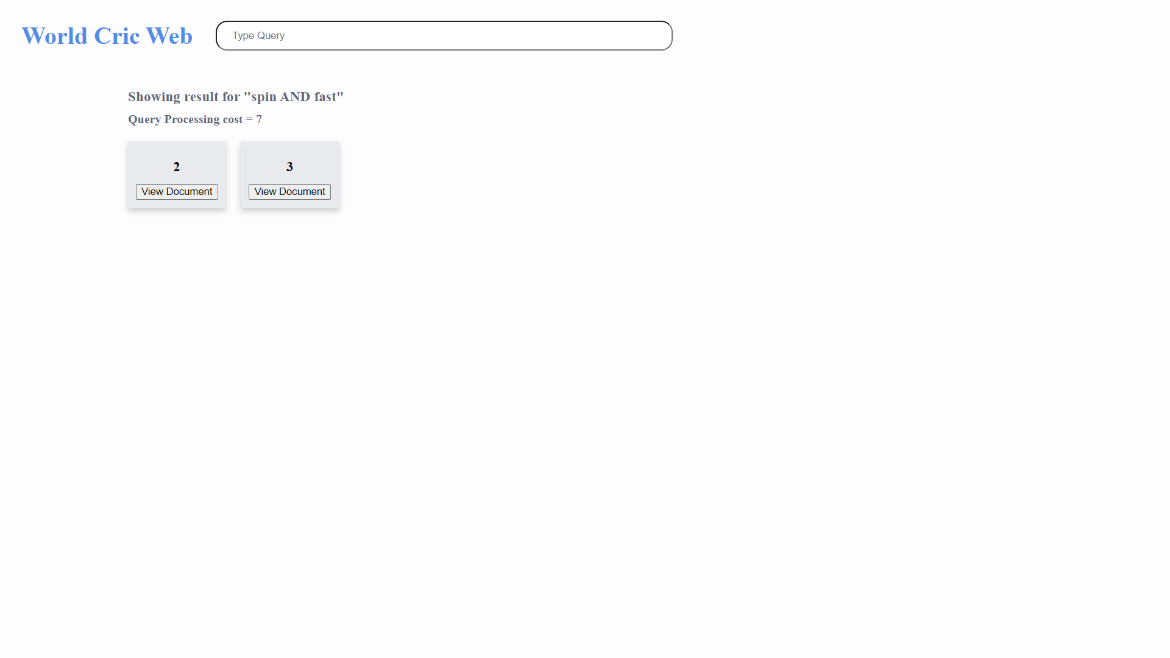 World Cric Web
Type Query
Showing result for "spin AND fast"
Query Processing cost = 7
2
View Document
3
View Document